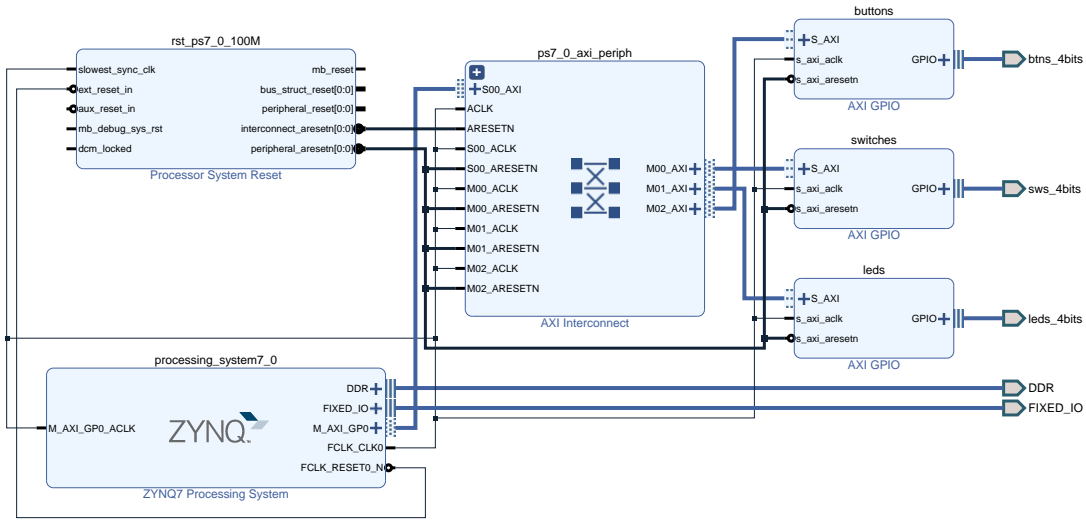 rst_ps7_0_100M
slowest_sync_clk
ext_reset_in
aux_reset_in
mb_debug_sys_rst
dcm_locked
mb_reset
bus_struct_reset[0:0]
peripheral_reset[0:0]
interconnect_aresetn[0:0]
peripheral_aresetn[0:0]
Processor System Reset
ps7_0_axi_periph
S00_AXI
ACLK
ARESETN
S00_ACLK
S00_ARESETN
M00_ACLK
M00_ARESETN
M01_ACLK
M01_ARESETN
M02_ACLK
M02_ARESETN
M00_AXI
M01_AXI
M02_AXI
AXI Interconnect
buttons
S_AXI
s_axi_aclk
s_axi_aresetn
GPIO
AXI GPIO
btns_4bits
switches
S_AXI
s_axi_aclk
s_axi_aresetn
GPIO
AXI GPIO
sws_4bits
leds
S_AXI
s_axi_aclk
s_axi_aresetn
GPIO
AXI GPIO
leds_4bits
processing_system7_0
M_AXI_GP0_ACLK
ZYNQ
DDR
FIXED_IO
M_AXI_GP0
FCLK_CLK0
FCLK_RESET0_N
ZYNQ7 Processing System
DDR
FIXED_IO